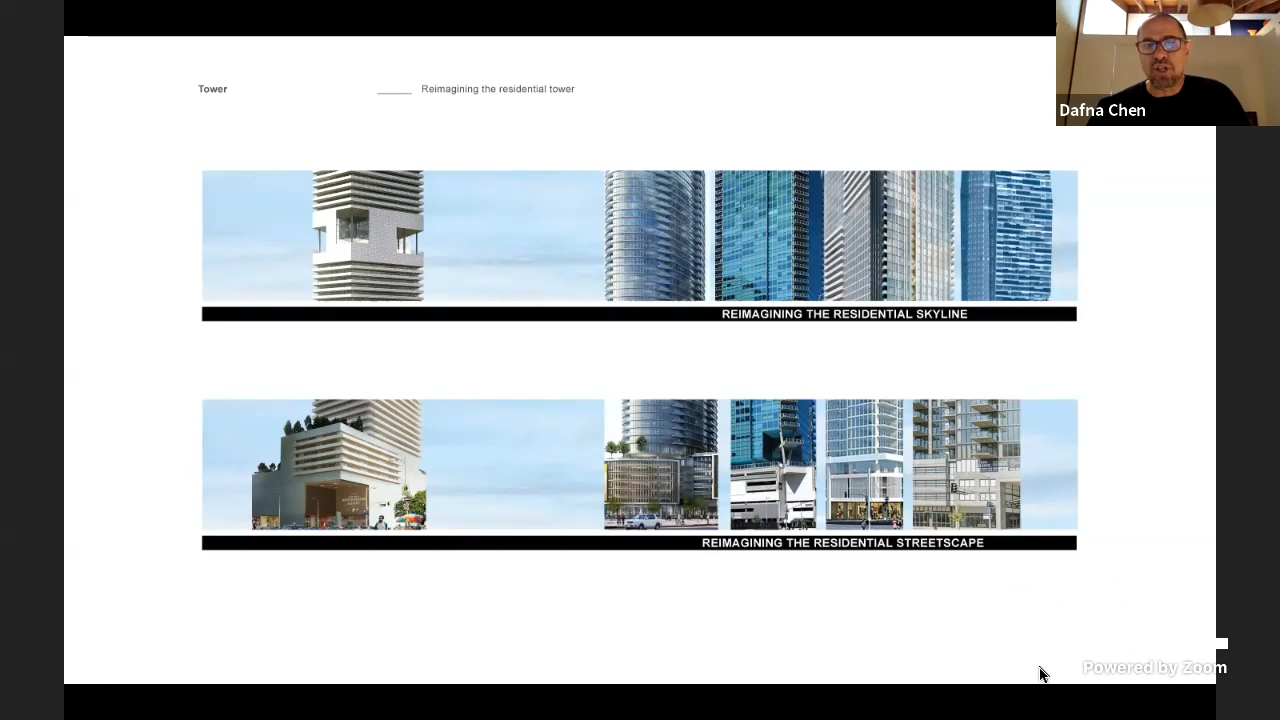 Tower
Reimagining the residential tower
Dafna Chen
REIMAGINING THE RESIDENTIAL SKYLINE
REIMAGINING THE RESIDENTIAL STREETSCAPE
Powered by Zoom